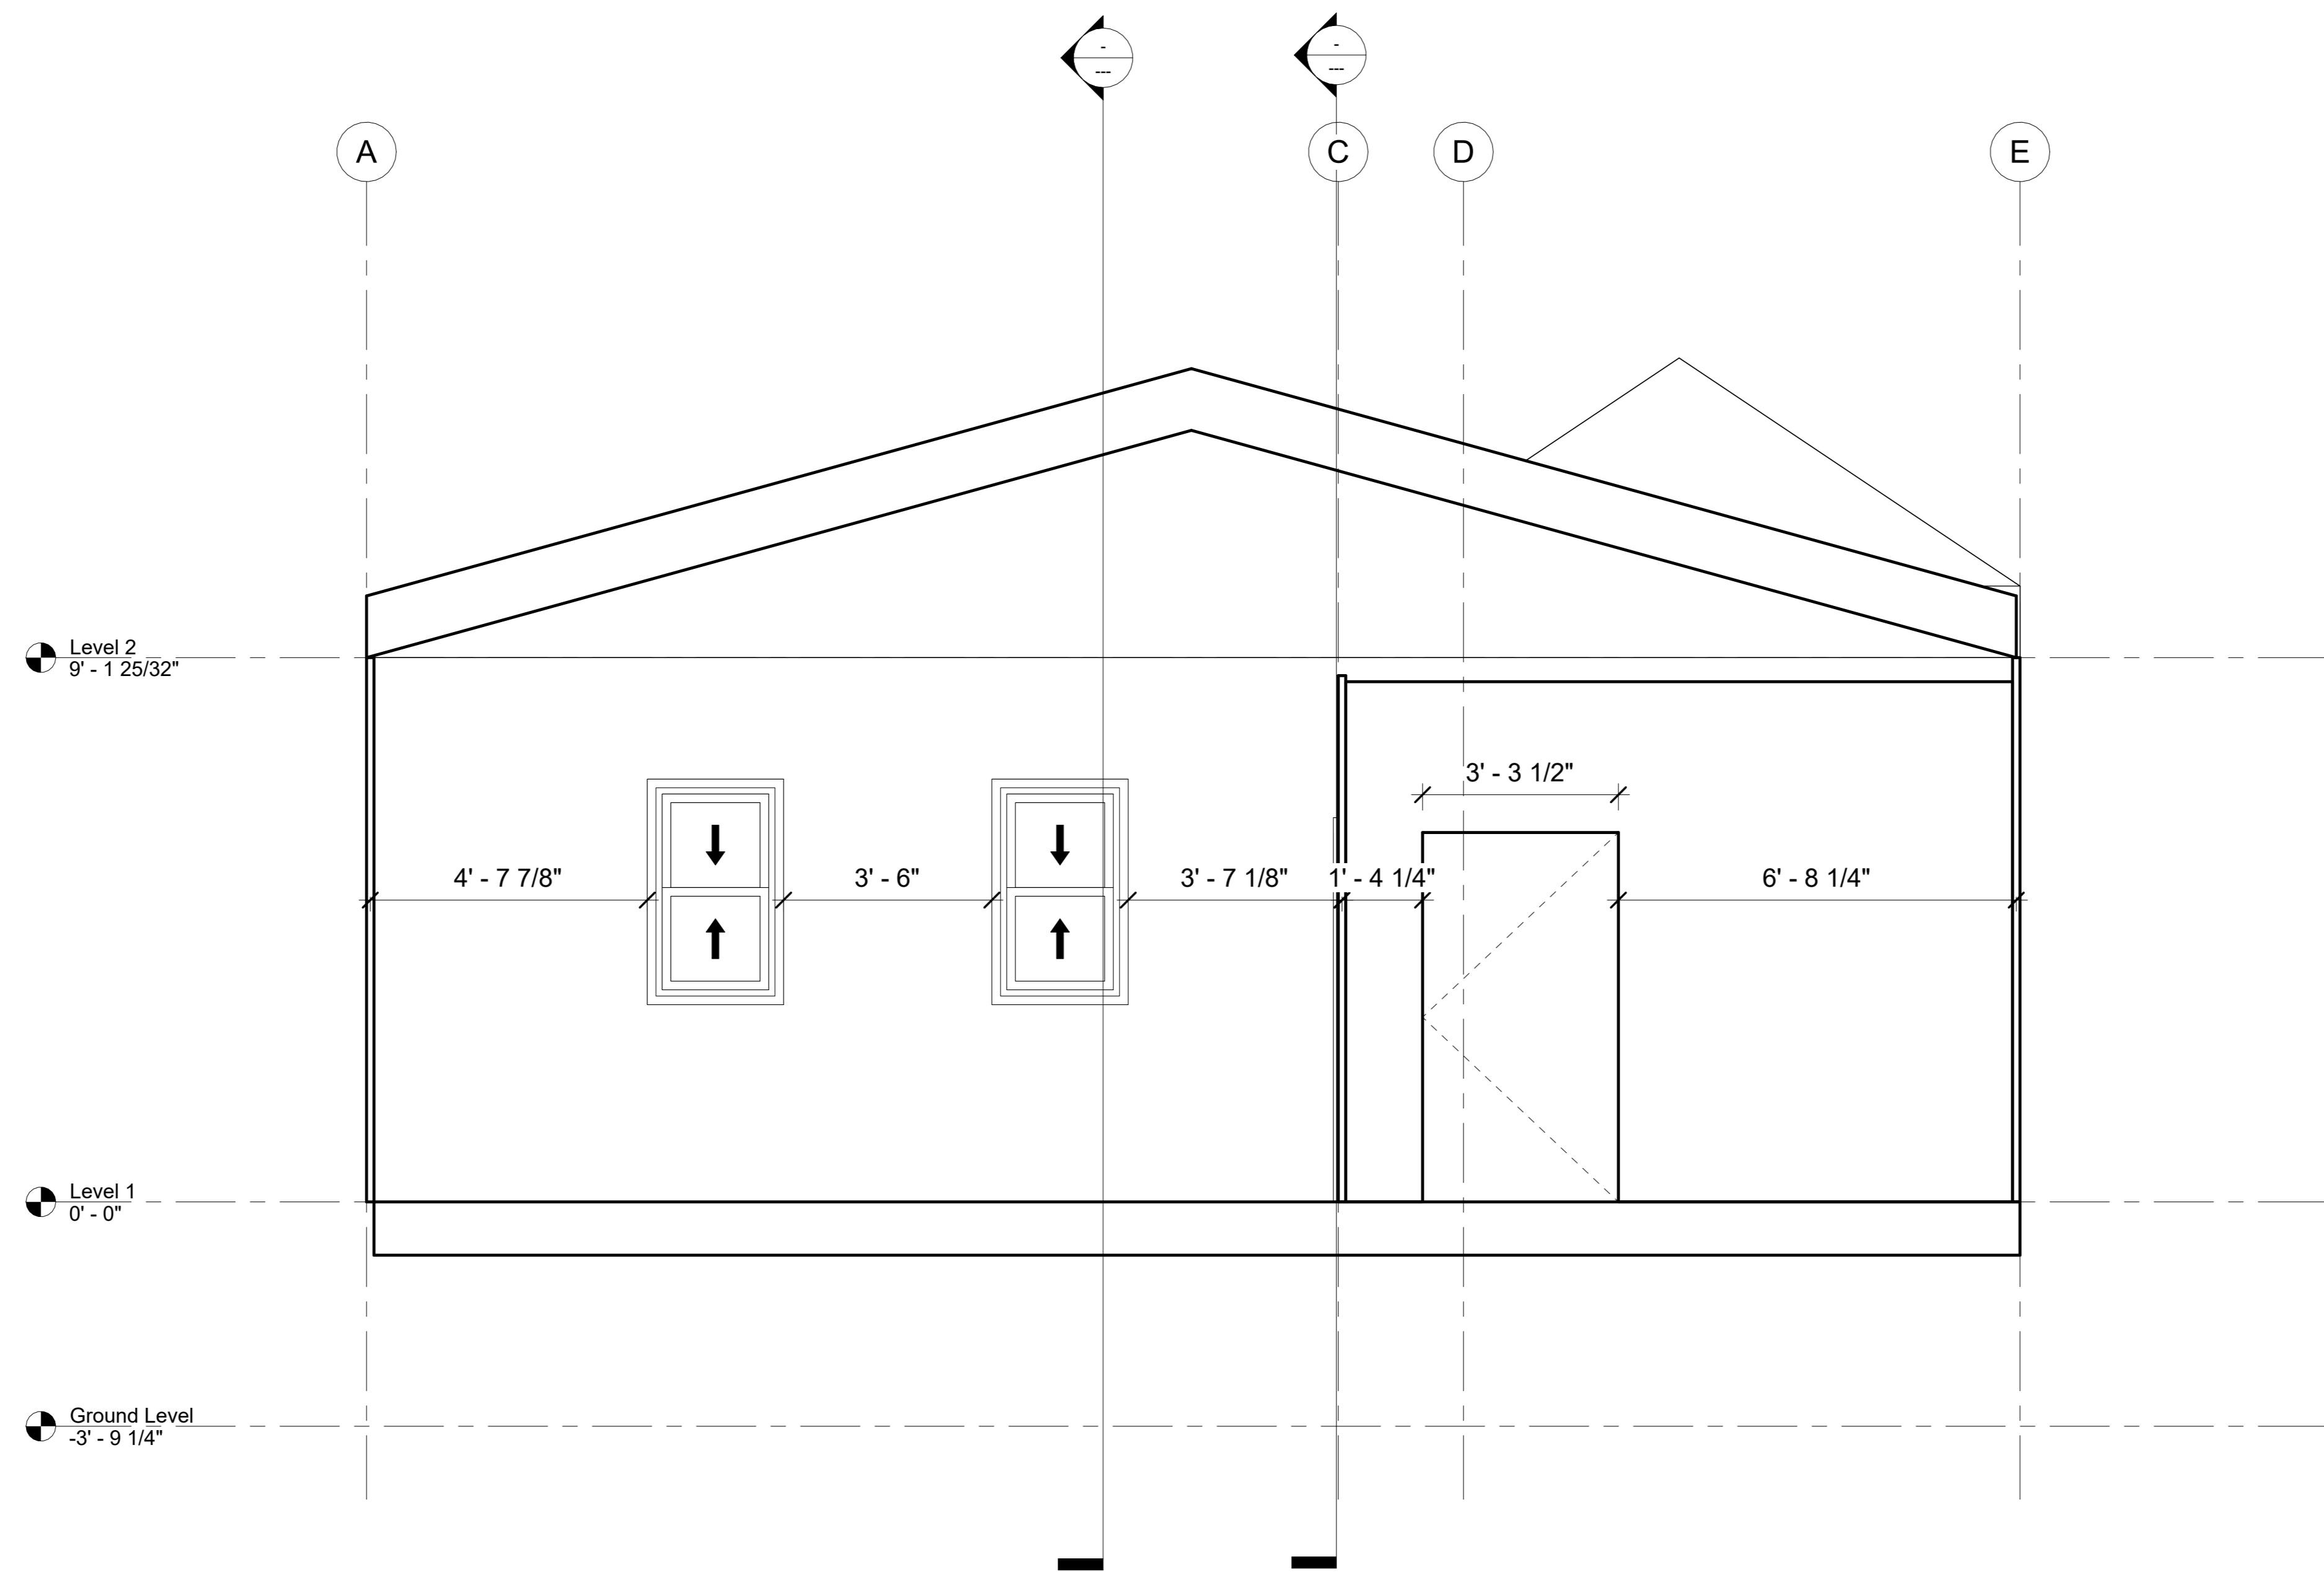 -
---
-
---
A
C
D
E
Level 2
9' - 1 25/32"
3' - 3 1/2"
4' - 7 7/8"
3' - 6"
3' - 7 1/8"
1' - 4 1/4"
6' - 8 1/4"
Level 1
0' - 0"
Ground Level
-3' - 9 1/4"